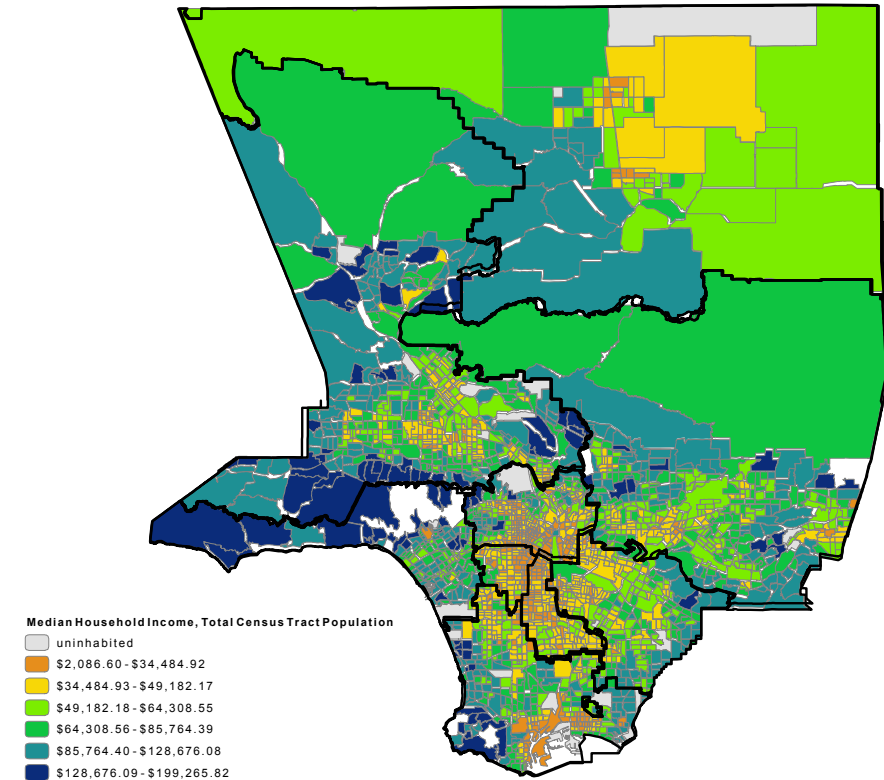 Median Household Income, Total Census Tract Population
uninhabited
$2,086.60 - $34,484.92
$34,484.93 - $49,182.17
$49,182.18 - $64,308.55
$64,308.56 - $85,764.39
$85,764.40 - $128,676.08
$128,676.09 - $199,265.82